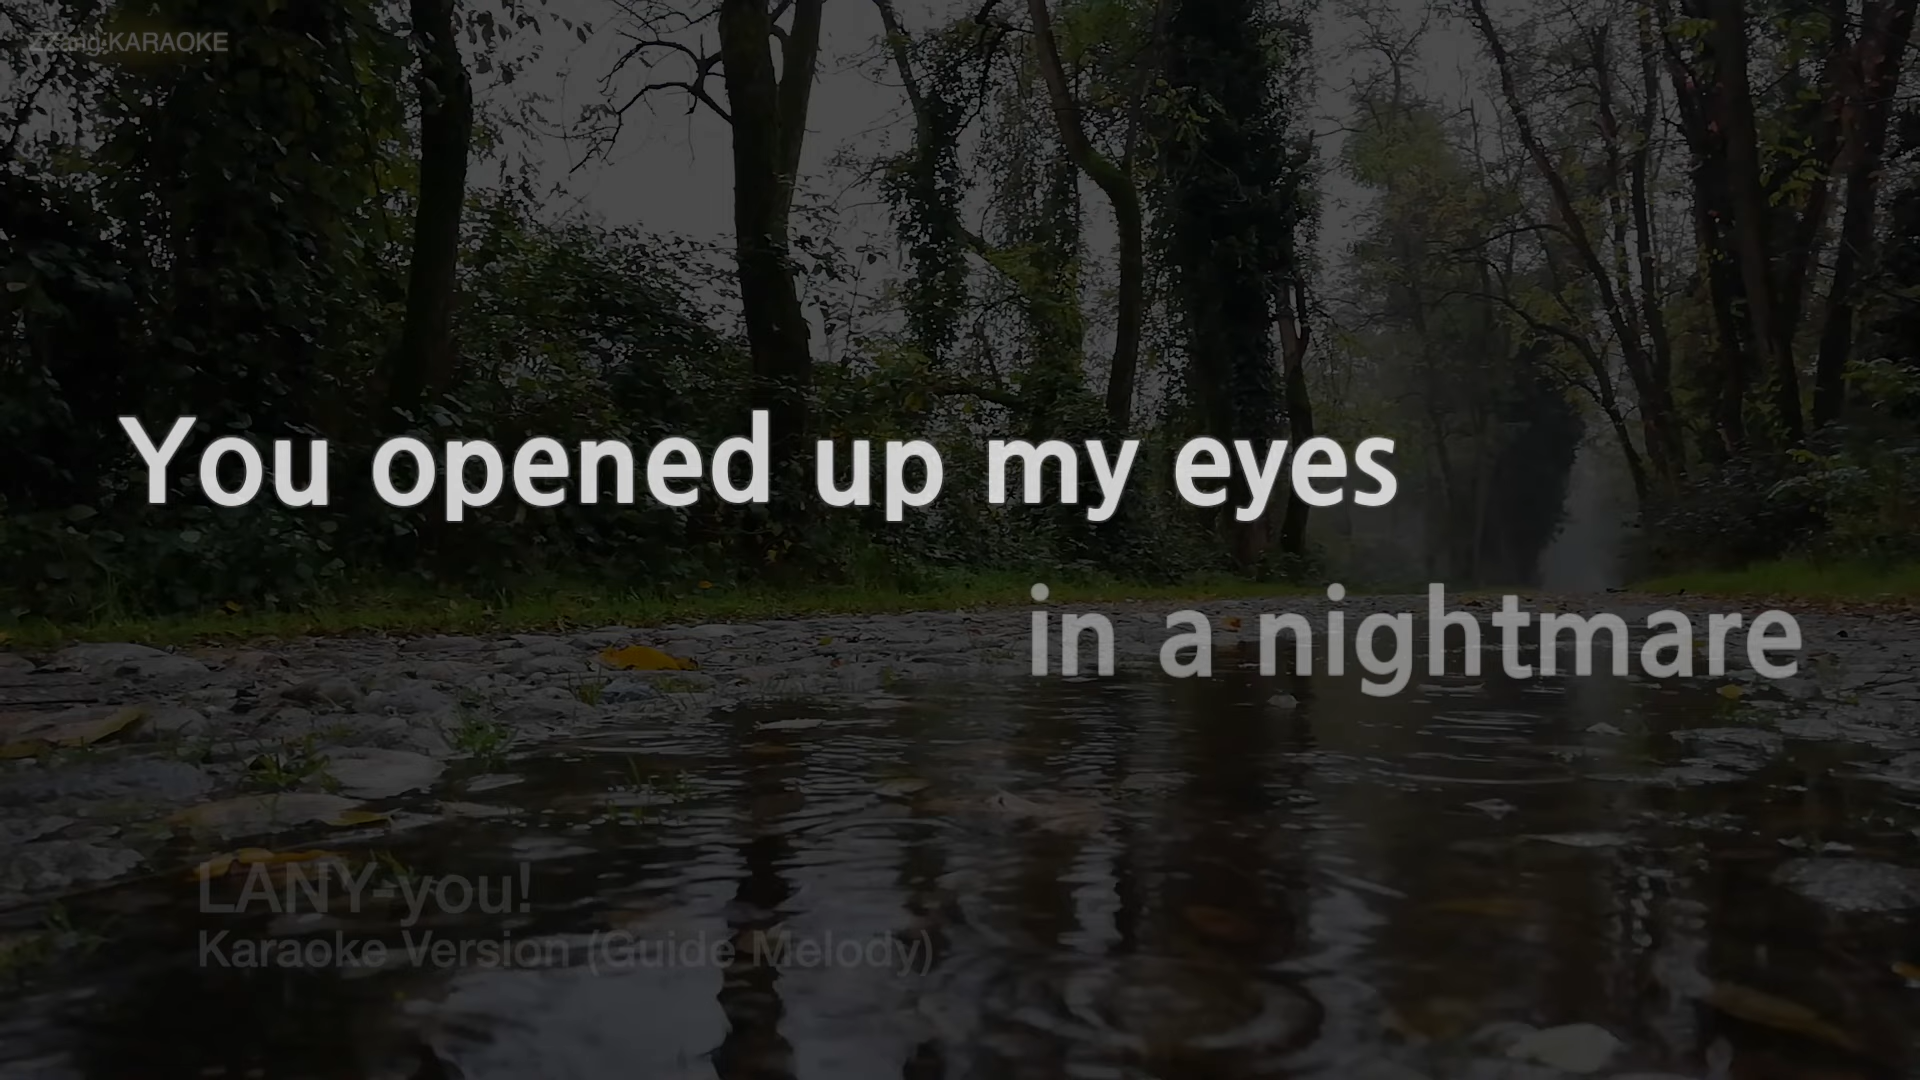 ZZang KARAOKE
You opened up my eyes
in a nightmare
LANY-you!
Karaoke Version (Guide Melody)